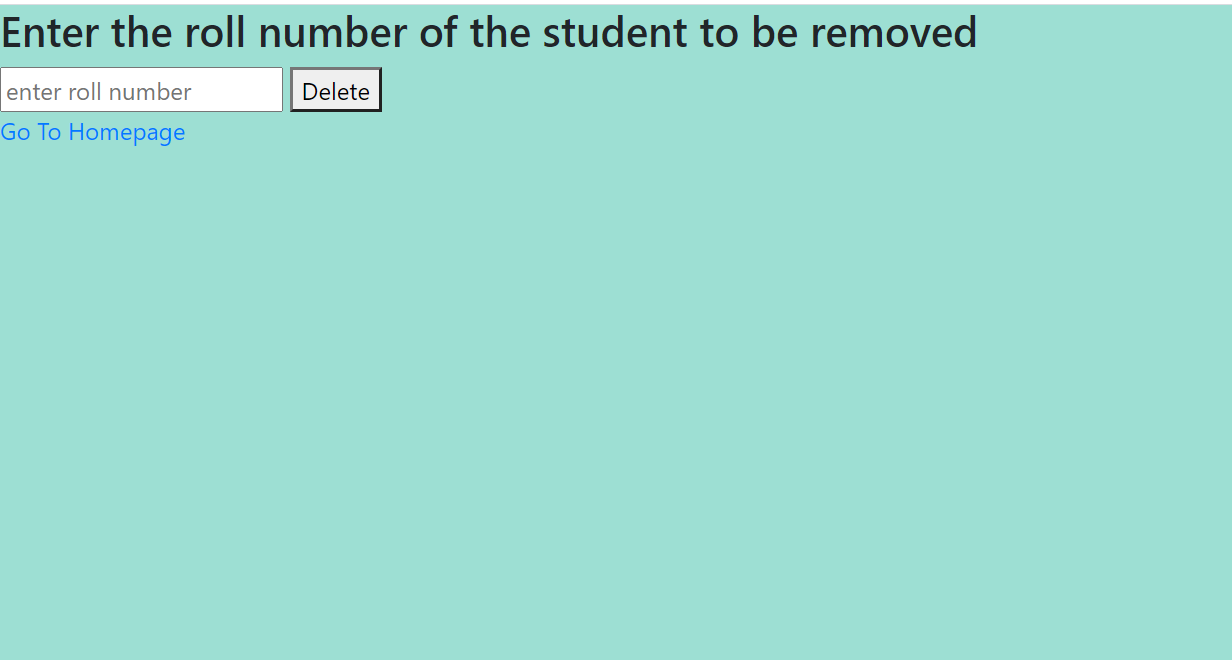 Enter the roll number of the student to be removed
enter roll number Delete
Go To Homepage